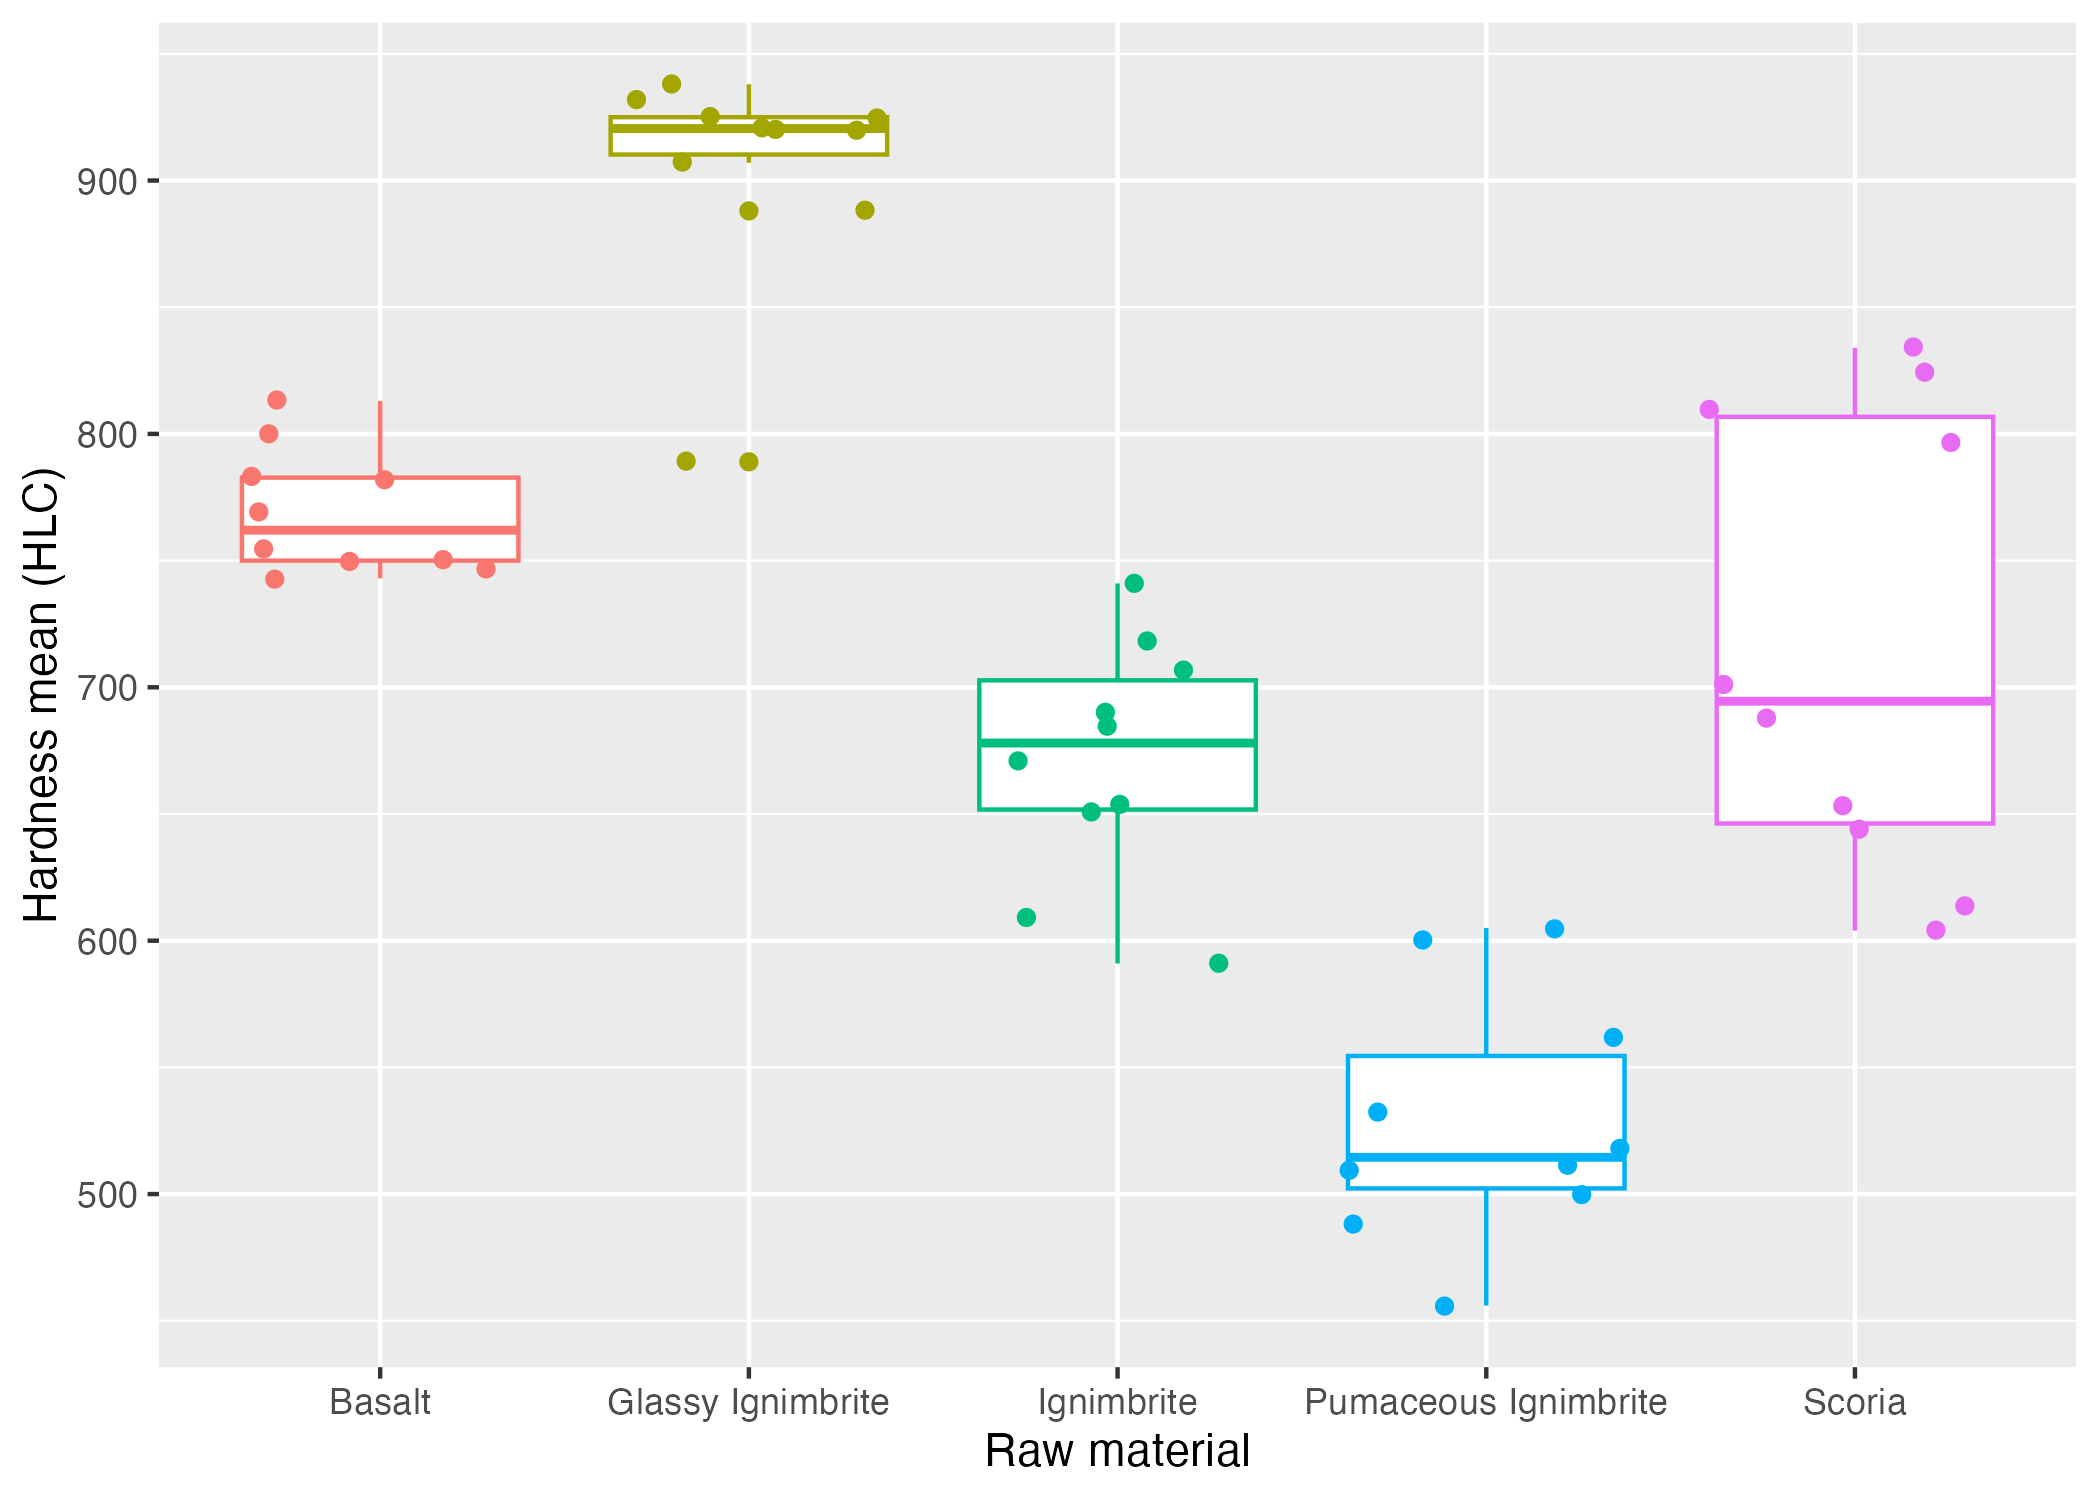 Hardness mean (HLC)
900
800
700
600
500
Basalt
Glassy Ignimbrite
Ignimbrite
Pumaceous Ignimbrite
Scoria
Raw material